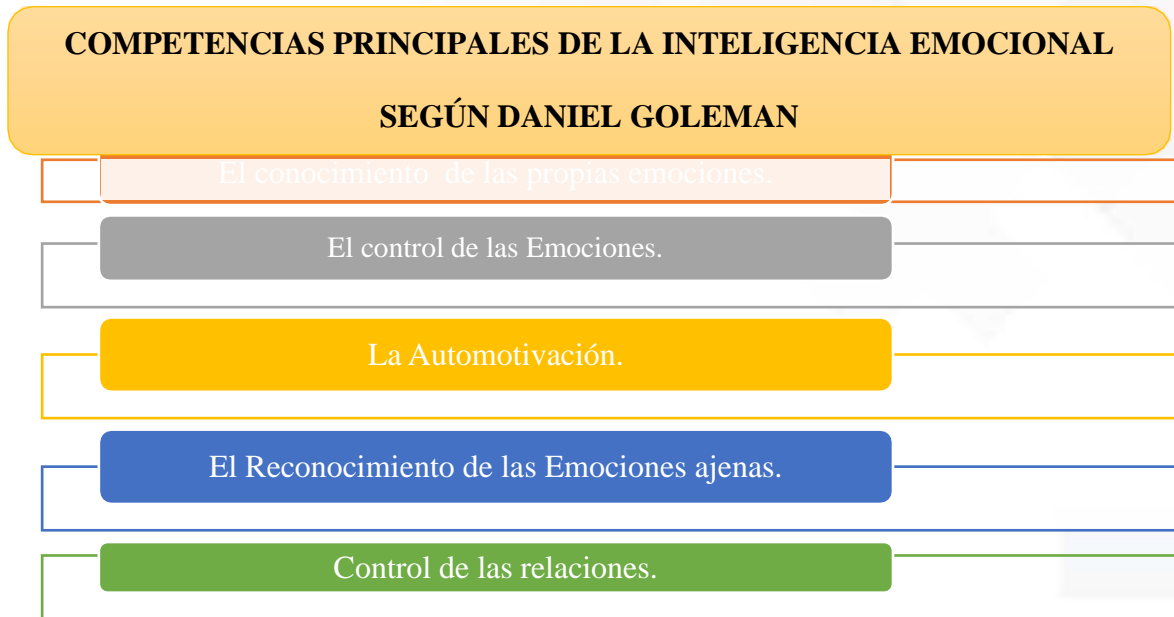 COMPETENCIAS PRINCIPALES DE LA INTELIGENCIA EMOCIONAL
SEGÚN DANIEL GOLEMAN
El conocimiento de las propias emociones.
El control de las Emociones.
La Automotivación.
El Reconocimiento de las Emociones ajenas.
Control de las relaciones.